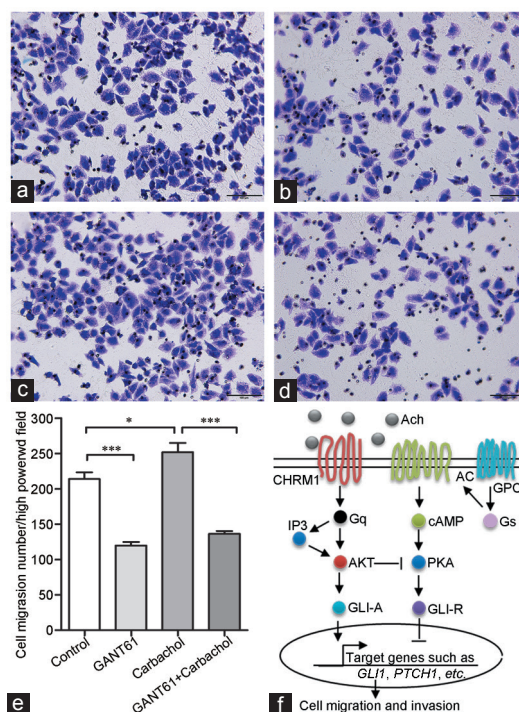 a
b
c
d
300
250
200
150
100
50
0
Cell migrasion number/high powerwd field
*
***
***
Control
GANT61
Carbachol
GANT61+Carbachol
e
Ach
CHRM1
AC
GPC
IP3
Gq
cAMP
Gs
AKT
PKA
GLI-A
GLI-R
Target genes such as
GLI1, PTCH1, etc.
Cell migration and invasion
f